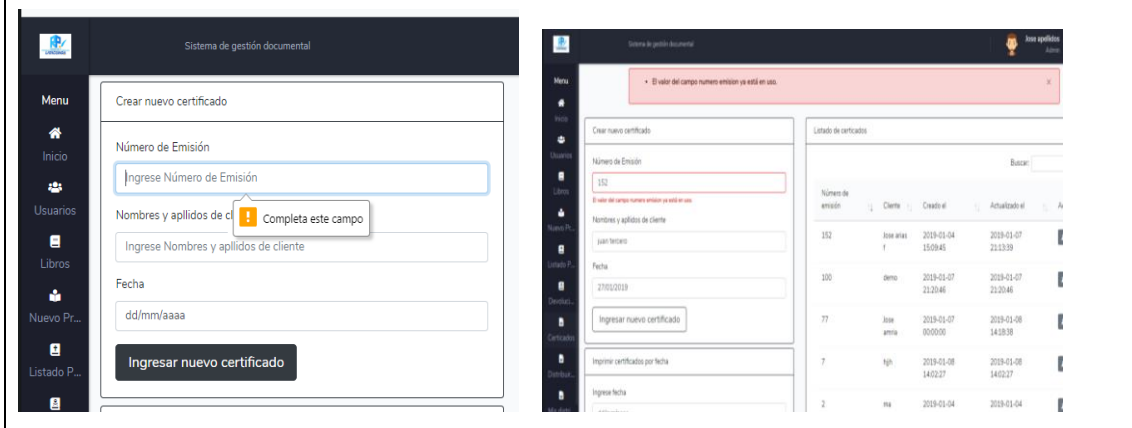 Sistema de gestión documental
Menu
Inicio
Usuarios
Libros
Nuevo Pr...
Listado P...
Crear nuevo certificado
Número de Emisión
Ingrese Número de Emisión
Completa este campo
Nombres y apllidos de cl
Ingrese Nombres y apllidos de cliente
Fecha
dd/mm/aaaa
Ingresar nuevo certificado
Sistema de gestión documental
Jose apellidos
Admin
Menu
Inicio
Usuarios
Libros
Nuevo Pr...
Listado P...
Devoluci...
Certicados
Distribuc...
• El valor del campo numero emision ya está en uso.
×
Crear nuevo certificado
Número de Emisión
152
El valor del campo numero emision ya está en uso.
Nombres y apllidos de cliente
juan tercero
Fecha
27/01/2019
Ingresar nuevo certificado
Imprimir certificados por fecha
Ingrese fecha
Listado de certicados
Buscar:
Número de emisión Cliente Creado el Actualizado el
152 Jose arias f 2019-01-04 15:09:45 2019-01-07 21:13:39
100 demo 2019-01-07 21:20:46 2019-01-07 21:20:46
77 Jose 2019-01-07 00:00:00 2019-01-08 14:18:38
7 hjh 2019-01-08 14:02:27 2019-01-08 14:02:27
2 ma 2019-01-04 2019-01-04